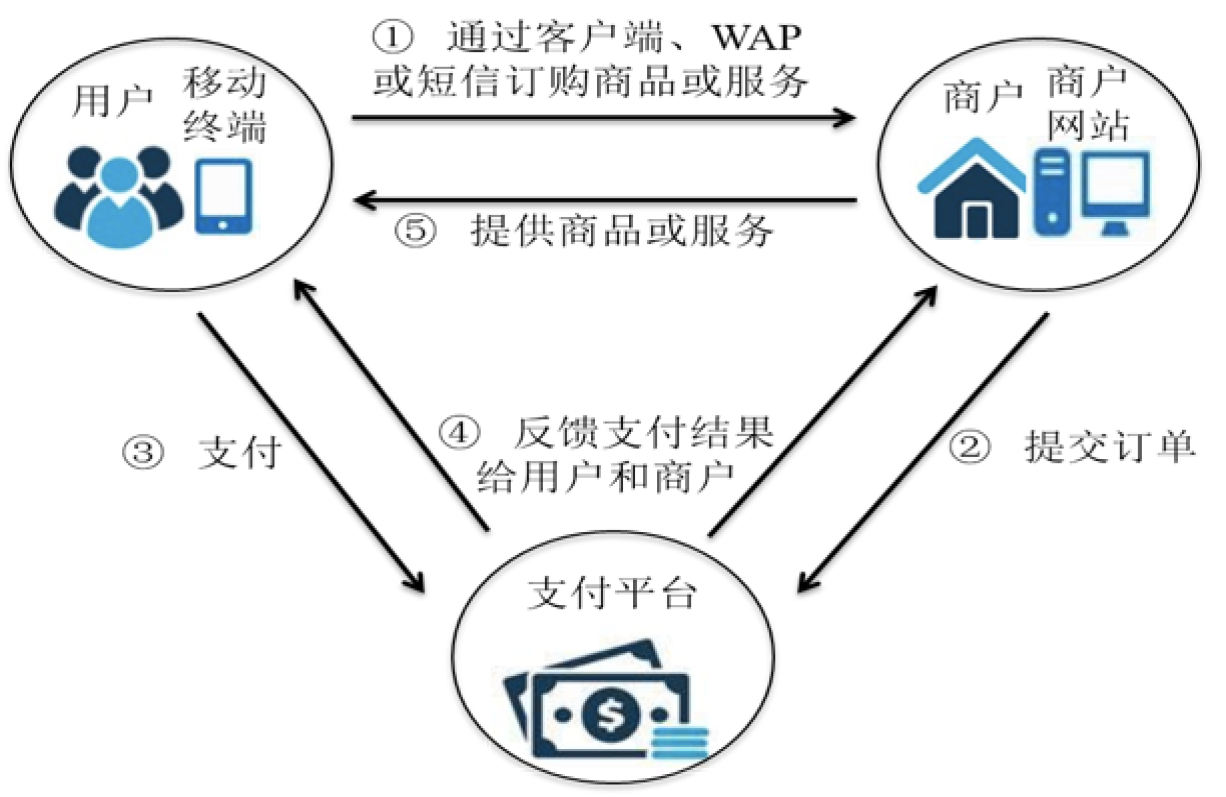 ① 通过客户端、WAP
或短信订购商品或服务
用户
移动
终端
商户
商户
网站
⑤ 提供商品或服务
③ 支付
④ 反馈支付结果
给用户和商户
② 提交订单
支付平台
$